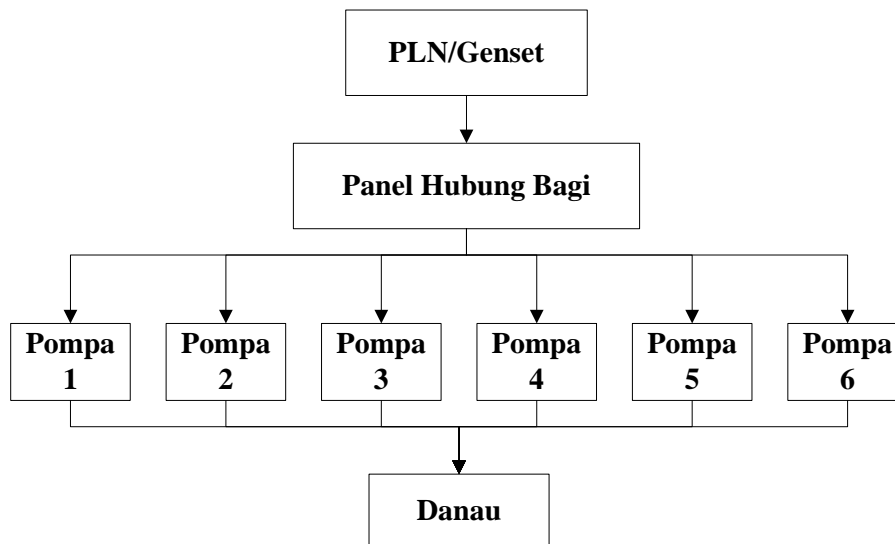 PLN/Genset
Panel Hubung Bagi
Pompa
1
Pompa
2
Pompa
3
Pompa
4
Pompa
5
Pompa
6
Danau